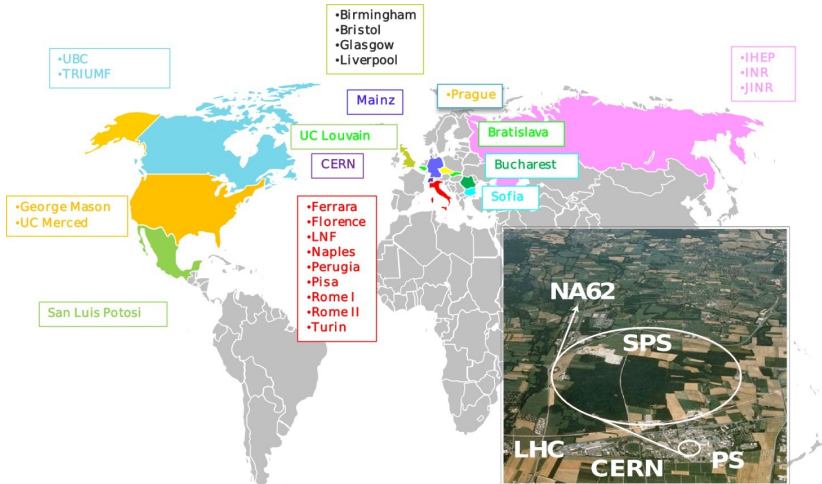 •Birmingham
•Bristol
•Glasgow
•Liverpool
•UBC
•TRIUMF
•IHEP
•INR
•JINR
Mainz
•Prague
UC Louvain
Bratislava
CERN
Bucharest
Sofia
•George Mason
•UC Merced
•Ferrara
•Florence
•LNF
•Naples
•Perugia
•Pisa
•Rome I
•Rome II
•Turin
San Luis Potosi
NA62
SPS
LHC
PS
CERN